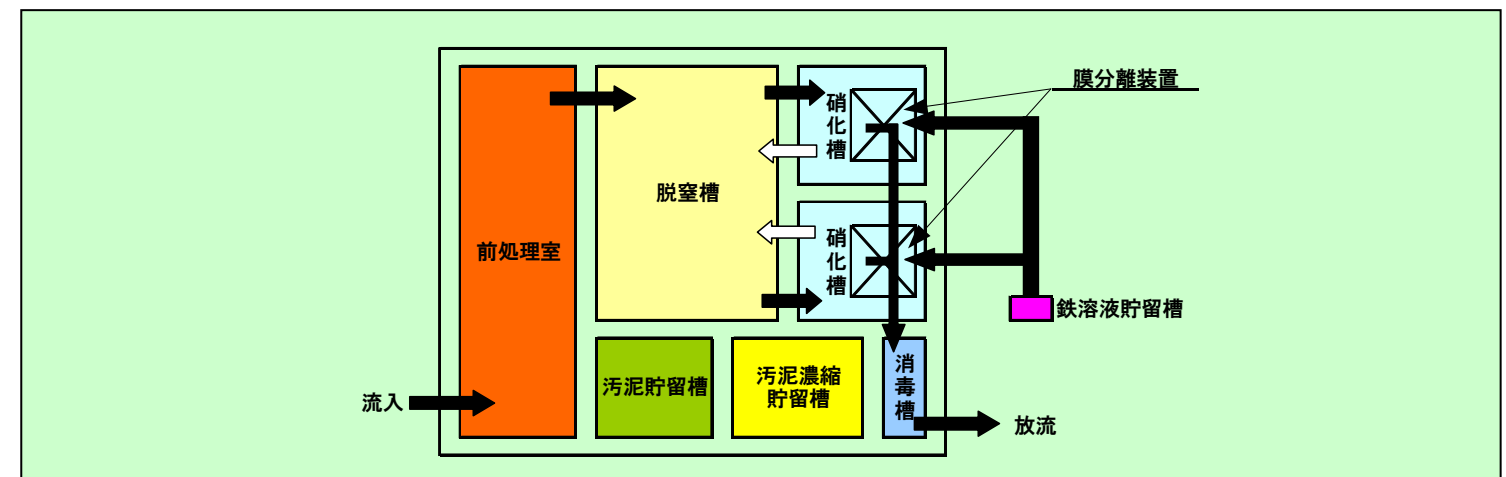 膜分離装置
硝化槽
脱窒槽
前処理室
硝化槽
鉄溶液貯留槽
汚泥貯留槽
汚泥濃縮
貯留槽
消毒槽
流入
放流